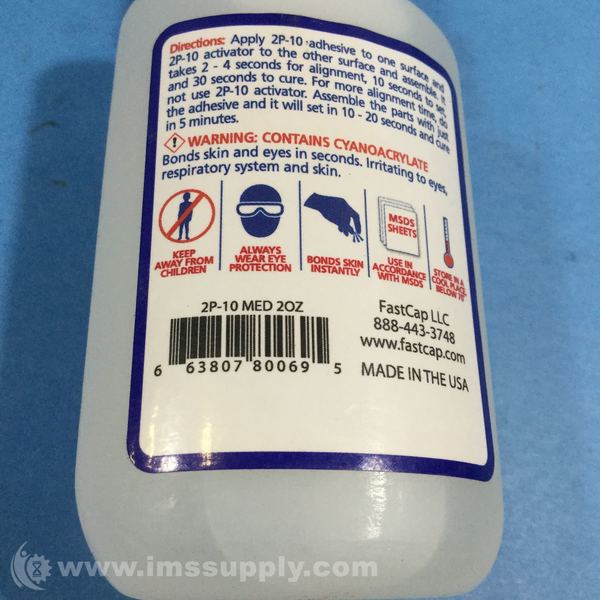 Directions: Apply 2P-10 adhesive to one surface and
2P-10 activator to the other surface and assemble. It
takes 2 - 4 seconds for alignment, 10 seconds to set
and 30 seconds to cure. For more alignment time, do
not use 2P-10 activator. Assemble the parts with just
the adhesive and it will set in 10 - 20 seconds and cure
in 5 minutes.
WARNING: CONTAINS CYANOACRYLATE
Bonds skin and eyes in seconds. Irritating to eyes,
respiratory system and skin.
MSDS
SHEETS
KEEP
AWAY FROM
CHILDREN
ALWAYS
WEAR EYE
PROTECTION
BONDS SKIN
INSTANTLY
USE IN
ACCORDANCE
WITH MSDS
STORE IN A
COOL PLACE
BELOW 70°
2P-10 MED 2OZ
6 63807 80069 5
FastCap LLC
888-443-3748
www.fastcap.com
MADE IN THE USA
www.imssupply.com